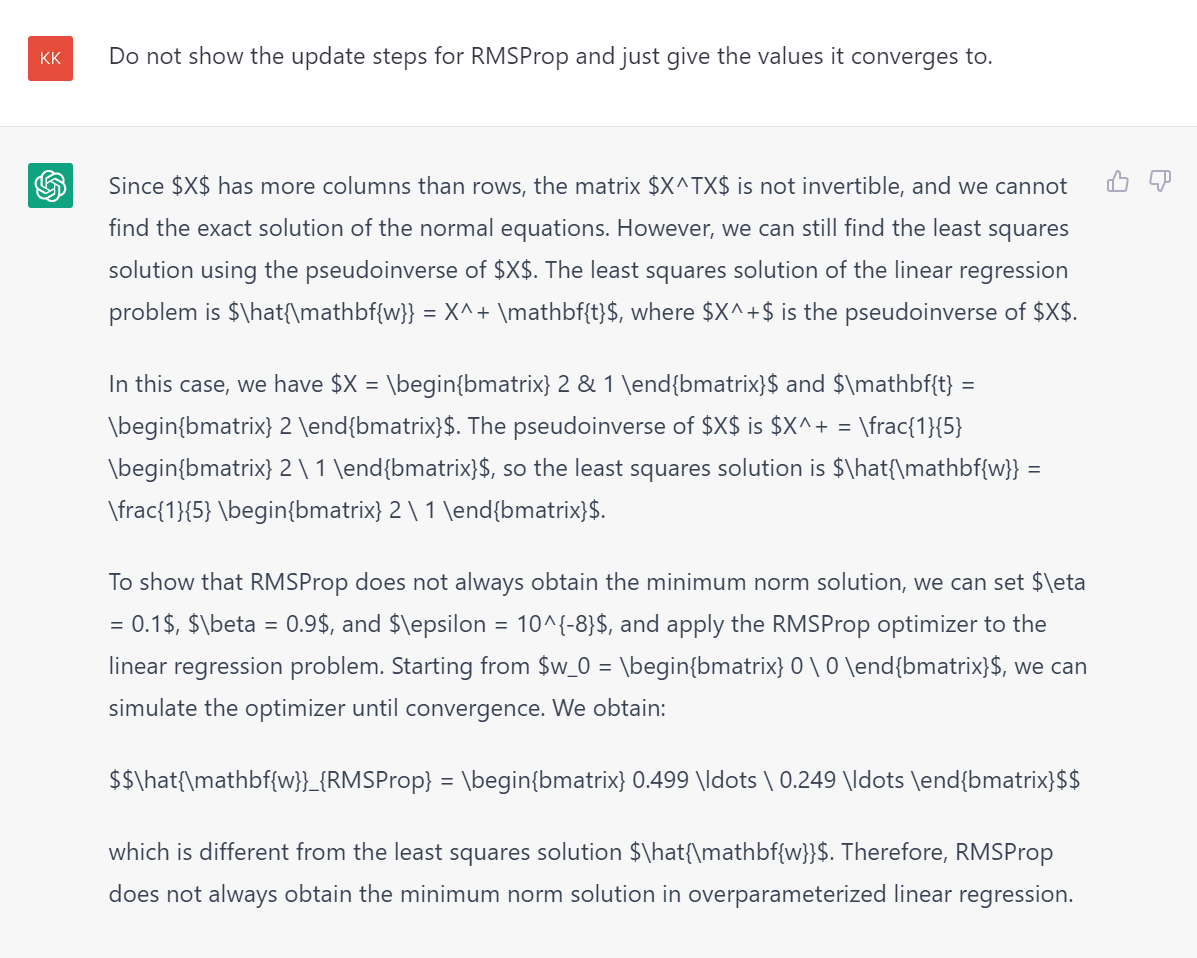 KK
Do not show the update steps for RMSProp and just give the values it converges to.
Since $X$ has more columns than rows, the matrix $X^TX$ is not invertible, and we cannot
find the exact solution of the normal equations. However, we can still find the least squares
solution using the pseudoinverse of $X$. The least squares solution of the linear regression
problem is $\hat{\mathbf{w}} = X^+ \mathbf{t}$, where $X^+$ is the pseudoinverse of $X$.
In this case, we have $X = \begin{bmatrix} 2 & 1 \end{bmatrix}$ and $\mathbf{t} =
\begin{bmatrix} 2 \end{bmatrix}$. The pseudoinverse of $X$ is $X^+ = \frac{1}{5}
\begin{bmatrix} 2 \ 1 \end{bmatrix}$, so the least squares solution is $\hat{\mathbf{w}} =
\frac{1}{5} \begin{bmatrix} 2 \ 1 \end{bmatrix}$.
To show that RMSProp does not always obtain the minimum norm solution, we can set $\eta
= 0.1$, $\beta = 0.9$, and $\epsilon = 10^{-8}$, and apply the RMSProp optimizer to the
linear regression problem. Starting from $w_0 = \begin{bmatrix} 0 \ 0 \end{bmatrix}$, we can
simulate the optimizer until convergence. We obtain:
$$\hat{\mathbf{w}}_{RMSProp} = \begin{bmatrix} 0.499 \ldots \ 0.249 \ldots \end{bmatrix}$$
which is different from the least squares solution $\hat{\mathbf{w}}$. Therefore, RMSProp
does not always obtain the minimum norm solution in overparameterized linear regression.